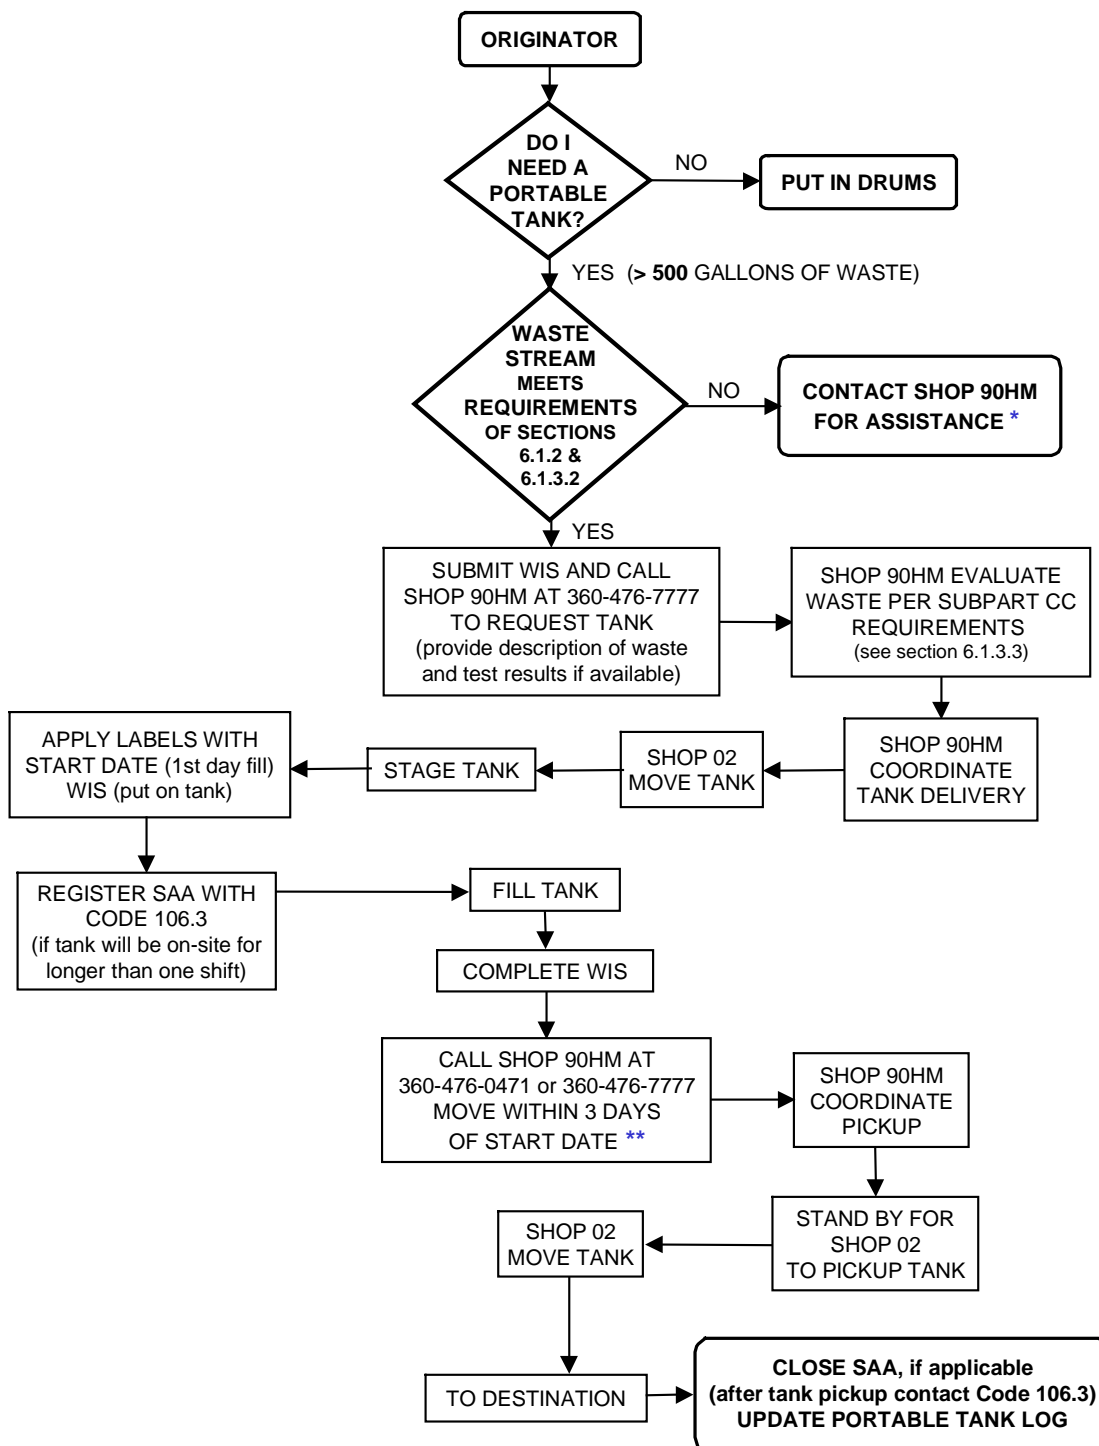 ORIGINATOR
DO I
NEED A
PORTABLE
TANK?
NO
PUT IN DRUMS
YES (> 500 GALLONS OF WASTE)
WASTE
STREAM
MEETS
REQUIREMENTS
OF SECTIONS
6.1.2 &
6.1.3.2
NO
CONTACT SHOP 90HM
FOR ASSISTANCE *
YES
SUBMIT WIS AND CALL
SHOP 90HM AT 360-476-7777
TO REQUEST TANK
(provide description of waste
and test results if available)
SHOP 90HM EVALUATE
WASTE PER SUBPART CC
REQUIREMENTS
(see section 6.1.3.3)
SHOP 90HM
COORDINATE
TANK DELIVERY
SHOP 02
MOVE TANK
STAGE TANK
APPLY LABELS WITH
START DATE (1st day fill)
WIS (put on tank)
REGISTER SAA WITH
CODE 106.3
(if tank will be on-site for
longer than one shift)
FILL TANK
COMPLETE WIS
CALL SHOP 90HM AT
360-476-0471 or 360-476-7777
MOVE WITHIN 3 DAYS
OF START DATE **
SHOP 90HM
COORDINATE
PICKUP
STAND BY FOR
SHOP 02
TO PICKUP TANK
SHOP 02
MOVE TANK
TO DESTINATION
CLOSE SAA, if applicable
(after tank pickup contact Code 106.3)
UPDATE PORTABLE TANK LOG